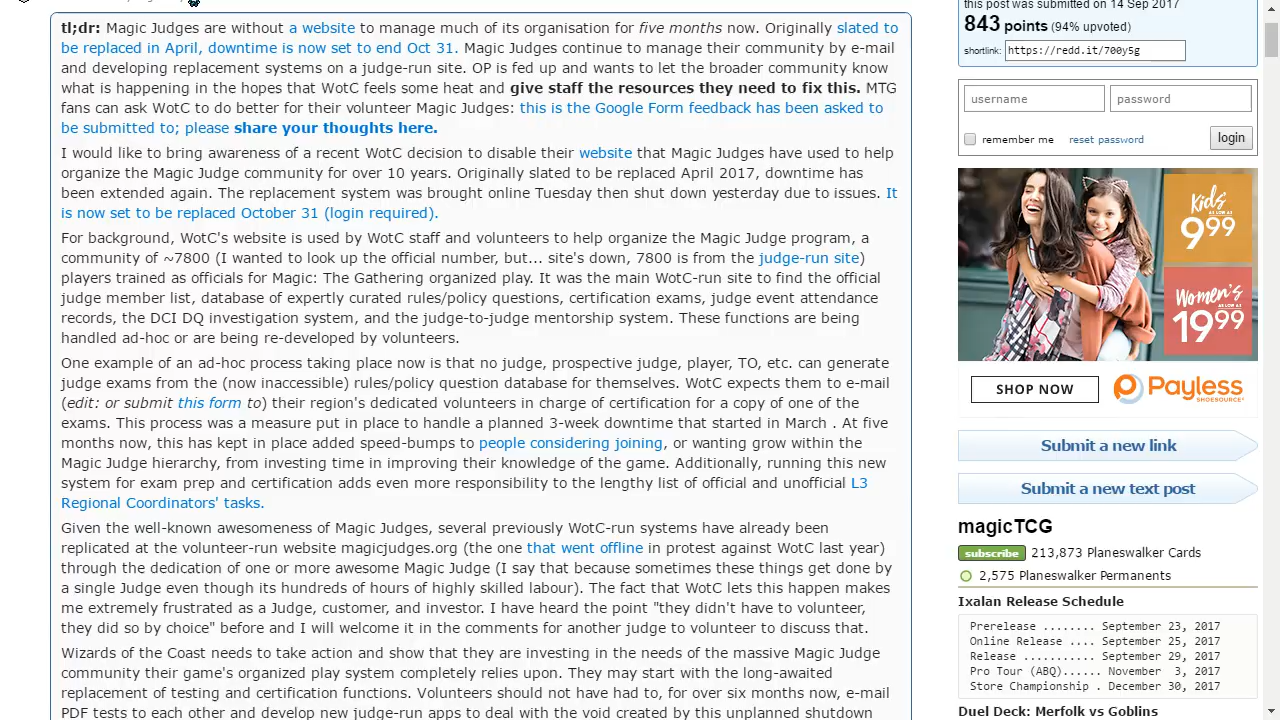 tl;dr: Magic Judges are without a website to manage much of its organisation for five months now. Originally slated to
be replaced in April, downtime is now set to end Oct 31. Magic Judges continue to manage their community by e-mail
and developing replacement systems on a judge-run site. OP is fed up and wants to let the broader community know
what is happening in the hopes that WotC feels some heat and give staff the resources they need to fix this. MTG
fans can ask WotC to do better for their volunteer Magic Judges: this is the Google Form feedback has been asked to
be submitted to; please share your thoughts here.
I would like to bring awareness of a recent WotC decision to disable their website that Magic Judges have used to help
organize the Magic Judge community for over 10 years. Originally slated to be replaced April 2017, downtime has
been extended again. The replacement system was brought online Tuesday then shut down yesterday due to issues. It
is now set to be replaced October 31 (login required).
For background, WotC's website is used by WotC staff and volunteers to help organize the Magic Judge program, a
community of ~7800 (I wanted to look up the official number, but... site's down, 7800 is from the judge-run site)
players trained as officials for Magic: The Gathering organized play. It was the main WotC-run site to find the official
judge member list, database of expertly curated rules/policy questions, certification exams, judge event attendance
records, the DCI DQ investigation system, and the judge-to-judge mentorship system. These functions are being
handled ad-hoc or are being re-developed by volunteers.
One example of an ad-hoc process taking place now is that no judge, prospective judge, player, TO, etc. can generate
judge exams from the (now inaccessible) rules/policy question database for themselves. WotC expects them to e-mail
(edit: or submit this form to) their region's dedicated volunteer in charge of certification for a copy of one of the
exams. This process was a measure put in place to handle a planned 3-week downtime that started in March . At five
months now, this has kept in place added speed-bumps to people considering joining, or wanting grow within the
Magic Judge hierarchy, from investing time in improving their knowledge of the game. Additionally, running this new
system for exam prep and certification adds even more responsibility to the lengthy list of official and unofficial L3
Regional Coordinators' tasks.
Given the well-known awesomeness of Magic Judges, several previously WotC-run systems have already been
replicated at the volunteer-run website magicjudges.org (the one that went offline in protest against WotC last year)
through the dedication of one or more awesome Magic Judge (I say that because sometimes these things get done by
a single Judge even though its hundreds of hours of highly skilled labour). The fact that WotC lets this happen makes
me extremely frustrated as a Judge, customer, and investor. I have heard the point "they didn't have to volunteer,
they did so by choice" before and I will welcome it in the comments for another judge to volunteer to discuss that.
Wizards of the Coast needs to take action and show that they are investing in the needs of the massive Magic Judge
community their game's organized play system completely relies upon. They may start with the long-awaited
replacement of testing and certification functions. Volunteers should not have had to, for over six months now, e-mail
PDF tests to each other and develop new judge-run apps to deal with the void created by this unplanned shutdown
this post was submitted on 14 Sep 2017
843 points (94% upvoted)
shortlink: https://redd.it/700y5g
username
password
remember me
reset password
login
Kids
AS LOW AS
9.99
Women's
AS LOW AS
19.99
SHOP NOW
Payless
SHOESOURCE
Submit a new link
Submit a new text post
magicTCG
subscribe 213,873 Planeswalker Cards
2,575 Planeswalker Permanents
Ixalan Release Schedule
Prerelease ........ September 23, 2017
Online Release .... September 25, 2017
Release ........... September 29, 2017
Pro Tour (ABQ)...... November 3, 2017
Store Championship . December 30, 2017
Duel Deck: Merfolk vs Goblins